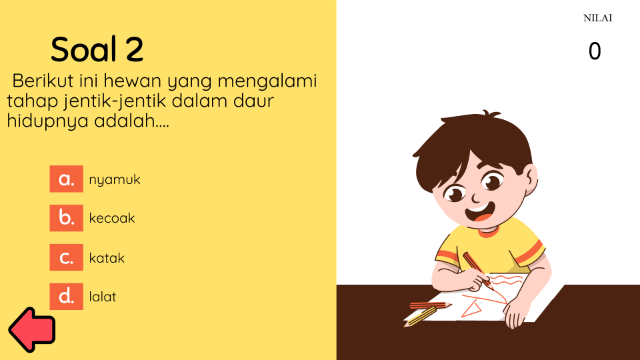 NILAI
0
Soal 2
Berikut ini hewan yang mengalami
tahap jentik-jentik dalam daur
hidupnya adalah....
a. nyamuk
b. kecoak
c. katak
d. lalat